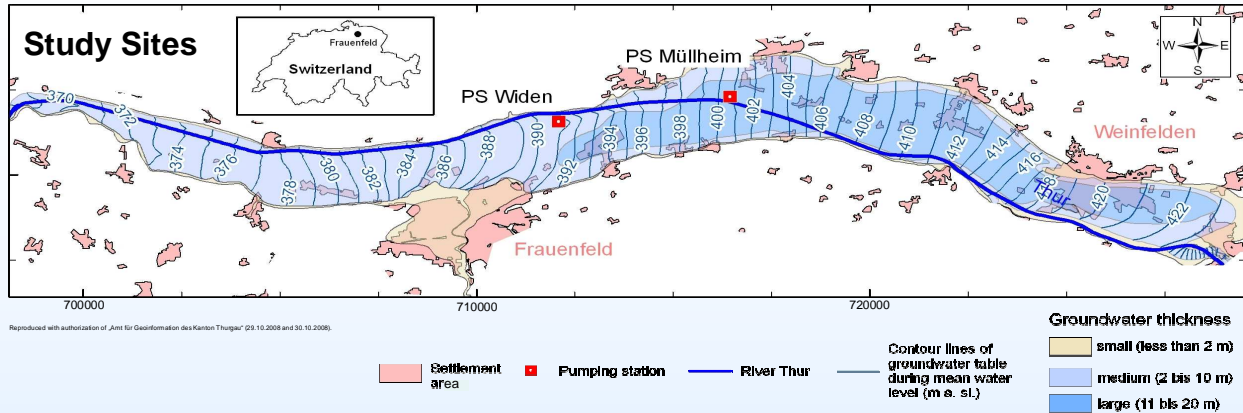 Study Sites
Frauenfeld
Switzerland
N
W E
S
PS Müllheim
PS Widen
Weinfelden
Thur
Frauenfeld
370
372
374
376
378
380
382
384
386
388
390
392
394
396
398
400
402
404
406
408
410
412
414
416
418
420
422
700000
710000
720000
Reproduced with authorization of „Amt für Geoinformation des Kanton Thurgau" (29.10.2008 and 30.10.2008).
Settlement
area
Pumping station
River Thur
Contour lines of
groundwater table
during mean water
level (m a. sl.)
Groundwater thickness
small (less than 2 m)
medium (2 bis 10 m)
large (11 bis 20 m)